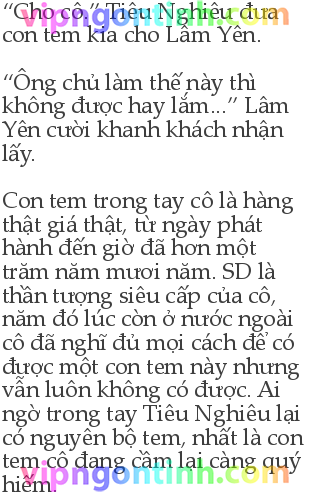 “Cho cô.” Tiêu Nghiêu đưa
con tem kia cho Lâm Yên.
“Ông chủ làm thế này thì
không được hay lắm...” Lâm
Yên cười khanh khách nhận
lấy.
Con tem trong tay cô là hàng
thật giá thật, từ ngày phát
hành đến giờ đã hơn một
trăm năm mươi năm. SD là
thần tượng siêu cấp của cô,
năm đó lúc còn ở nước ngoài
cô đã nghĩ đủ mọi cách để có
được một con tem này nhưng
vẫn luôn không có được. Ai
ngờ trong tay Tiêu Nghiêu lại
có nguyên bộ tem, nhất là con
tem cô đang cầm lại càng quý
hiếm.
vipngontinh.com
vipngontinh.com